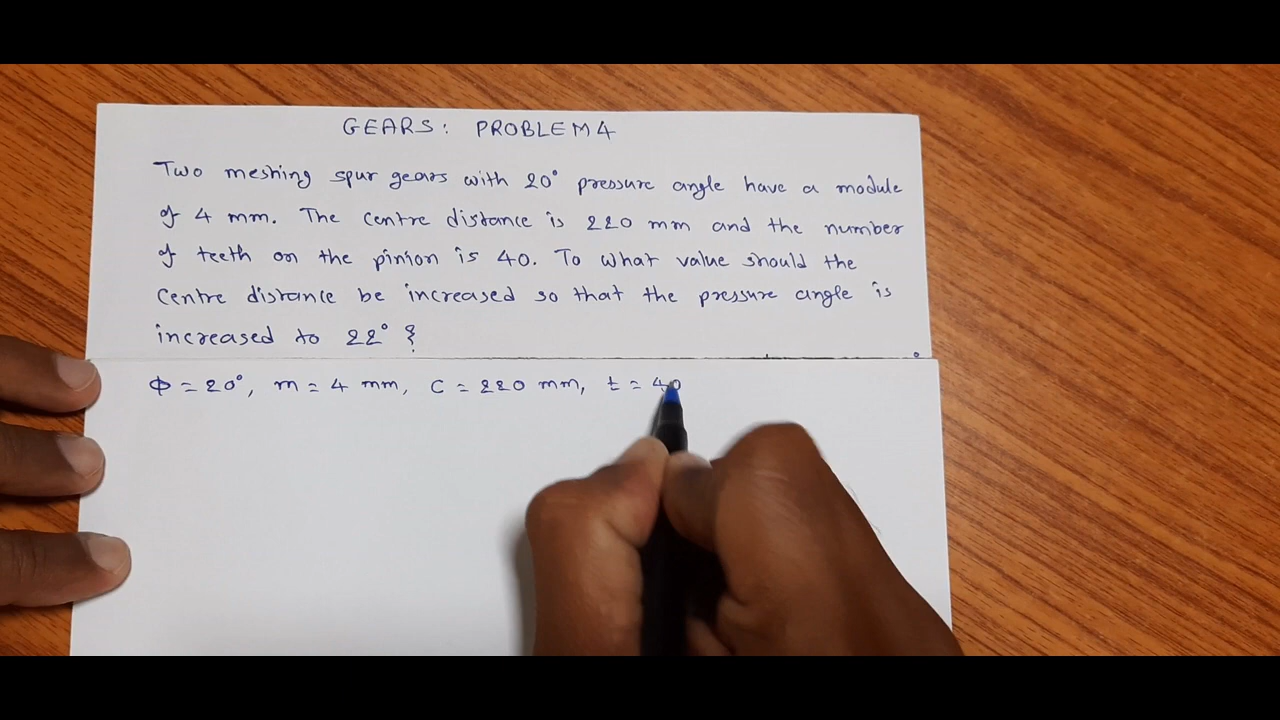 GEARS: PROBLEM 4
Two meshing spur gears with 20° pressure angle have a module
of 4 mm. The centre distance is 220 mm and the number
of teeth on the pinion is 40. To what value should the
centre distance be increased so that the pressure angle is
increased to 22° ?
Φ = 20°, m = 4 mm, C = 220 mm, t = 40